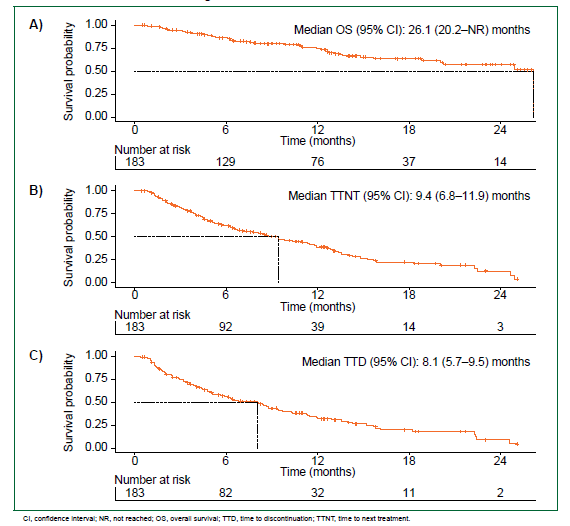 A)
Median OS (95% CI): 26.1 (20.2–NR) months
Survival probability
1.00
0.75
0.50
0.25
0.00
0 6 12 18 24
Time (months)
Number at risk
183 129 76 37 14
B)
Median TTNT (95% CI): 9.4 (6.8–11.9) months
Survival probability
1.00
0.75
0.50
0.25
0.00
0 6 12 18 24
Time (months)
Number at risk
183 92 39 14 3
C)
Median TTD (95% CI): 8.1 (5.7–9.5) months
Survival probability
1.00
0.75
0.50
0.25
0.00
0 6 12 18 24
Time (months)
Number at risk
183 82 32 11 2
CI, confidence interval; NR, not reached; OS, overall survival; TTD, time to discontinuation; TTNT, time to next treatment.